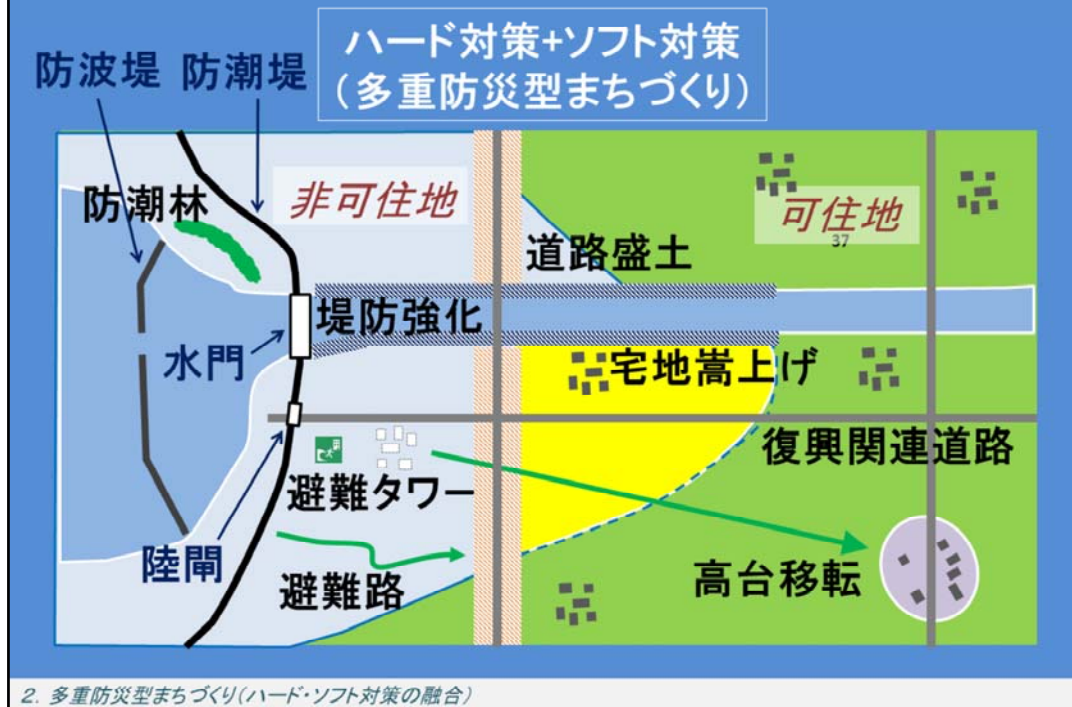 ハード対策+ソフト対策
(多重防災型まちづくり)
防波堤
防潮堤
防潮林
非可住地
可住地
37
道路盛土
堤防強化
水門
宅地嵩上げ
復興関連道路
避難タワー
陸閘
避難路
高台移転
2. 多重防災型まちづくり(ハード・ソフト対策の融合)